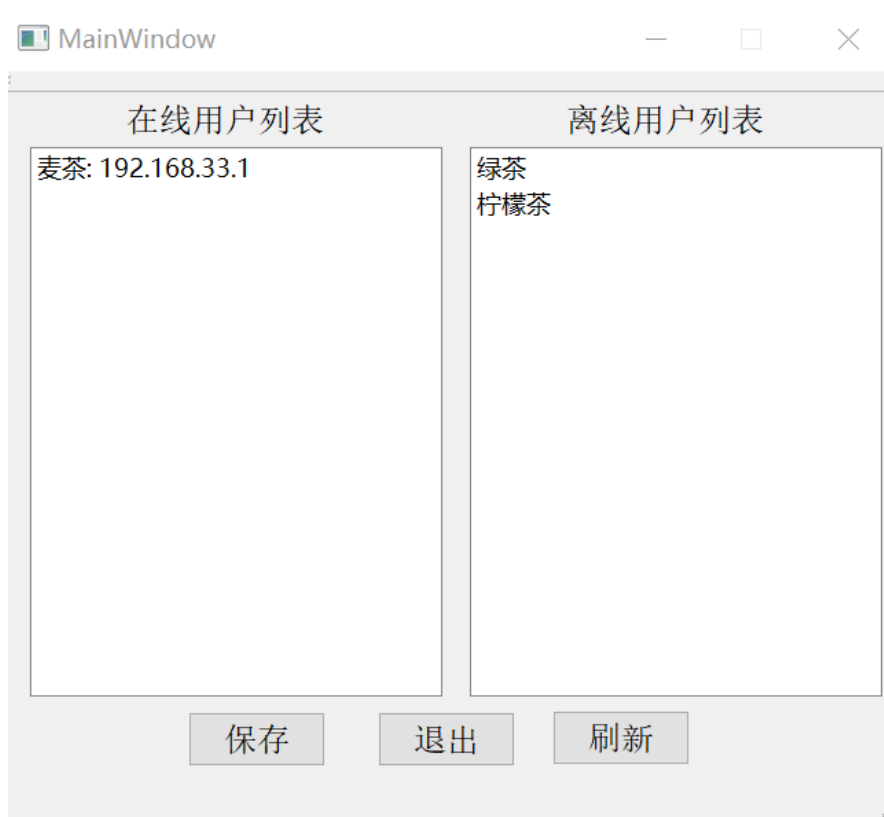 MainWindow
在线用户列表
离线用户列表
麦茶: 192.168.33.1
绿茶
柠檬茶
保存
退出
刷新